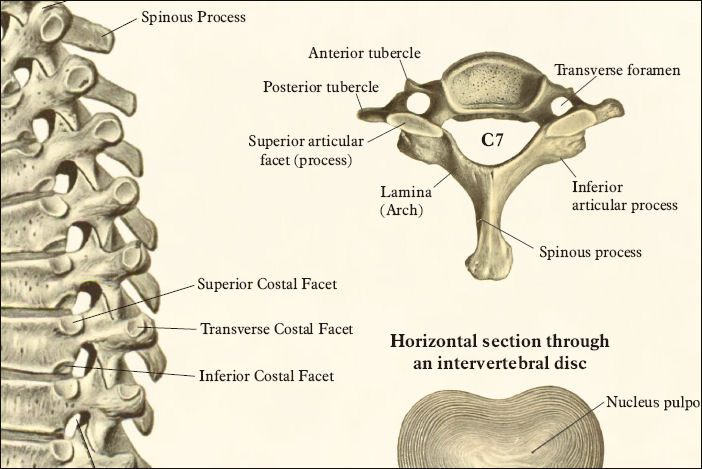 Spinous Process
Anterior tubercle
Transverse foramen
Posterior tubercle
C7
Superior articular
facet (process)
Lamina
(Arch)
Inferior
articular process
Spinous process
Superior Costal Facet
Transverse Costal Facet
Inferior Costal Facet
Horizontal section through
an intervertebral disc
Nucleus pulpo